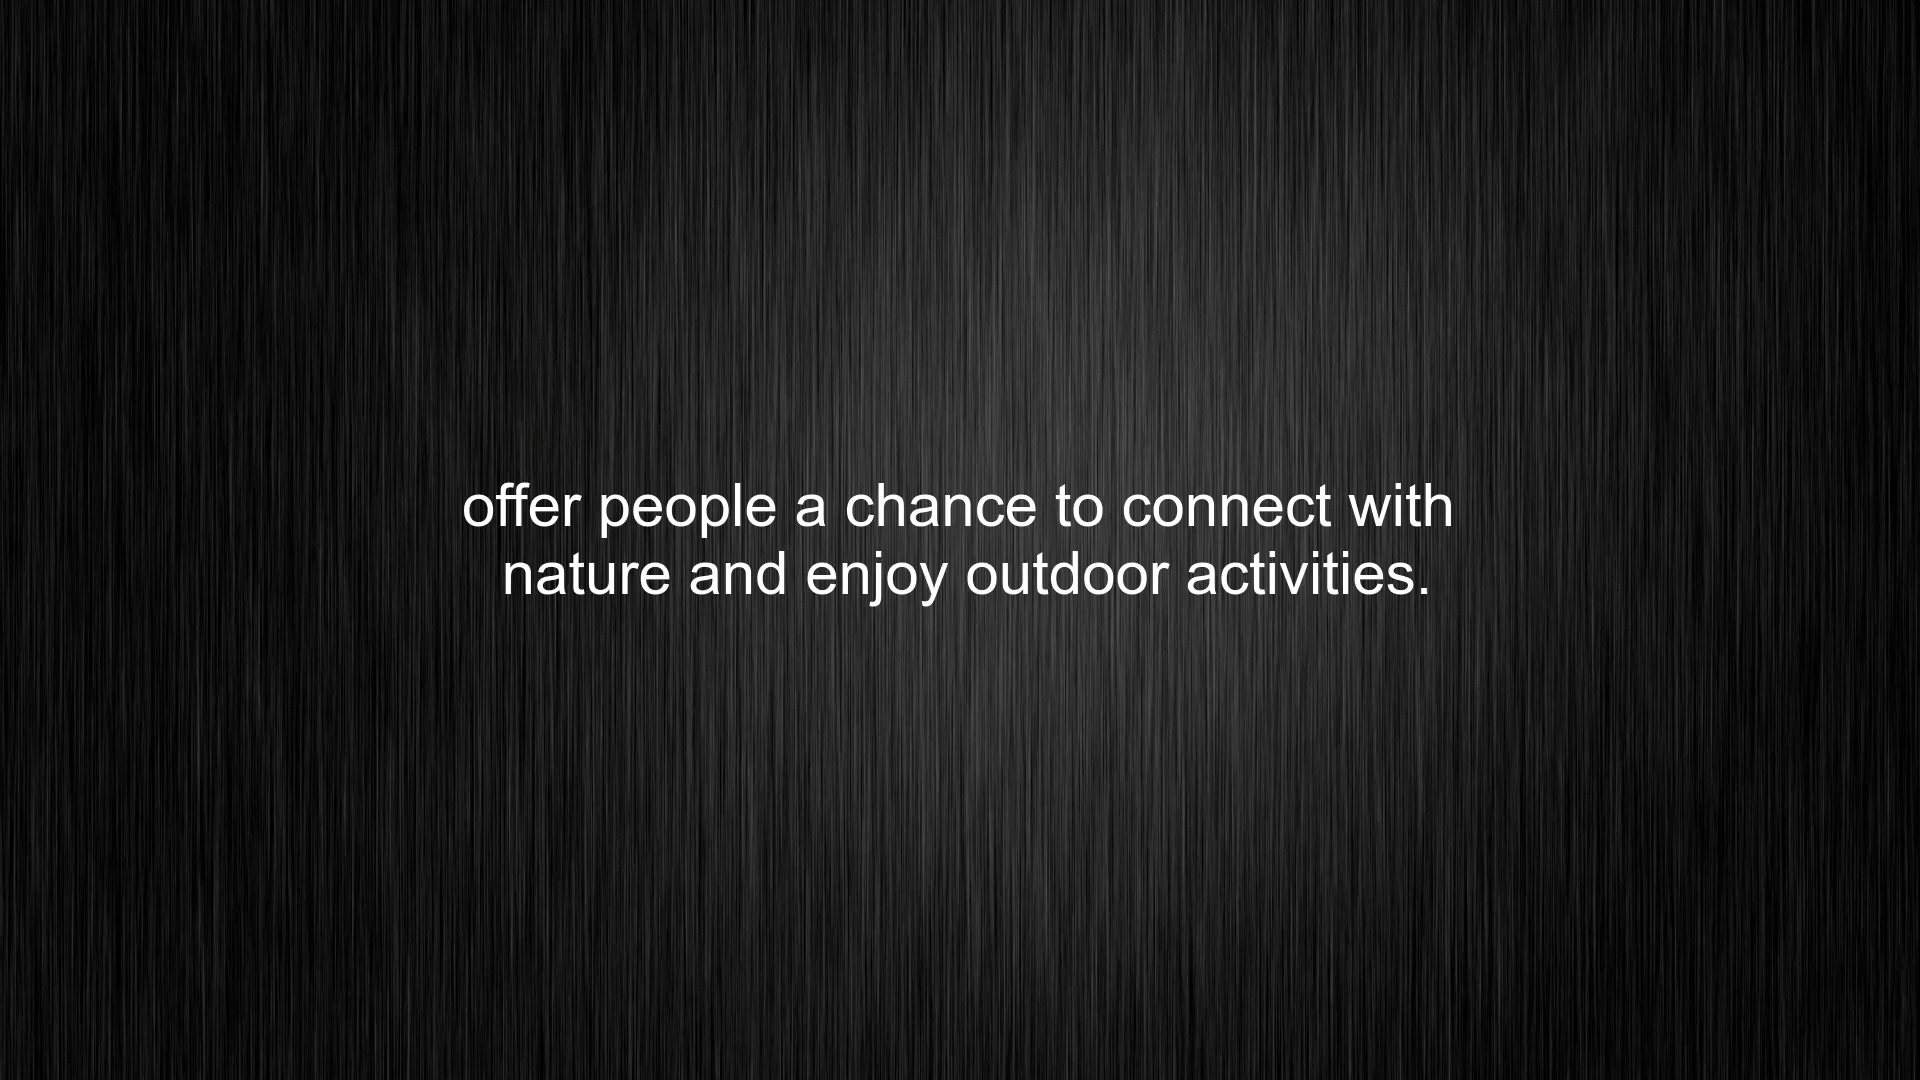 offer people a chance to connect with
nature and enjoy outdoor activities.